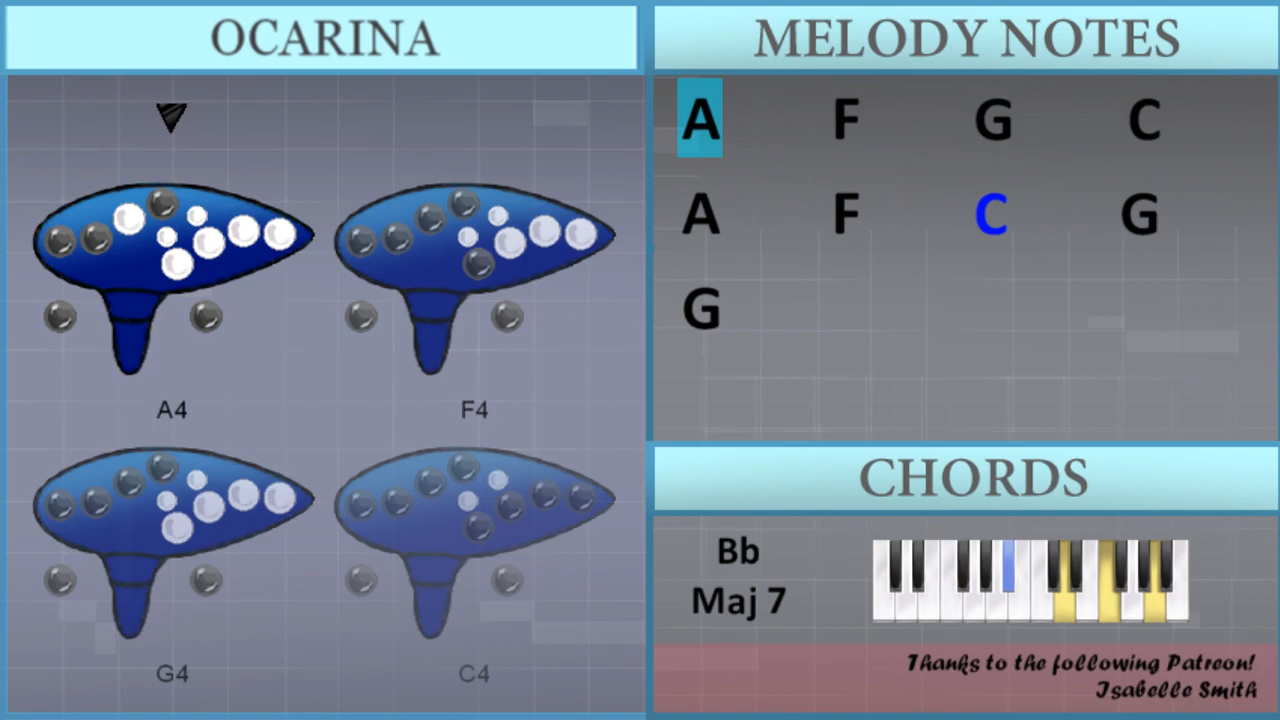 OCARINA
A4
F4
G4
C4
MELODY NOTES
A F G C
A F C G
G
CHORDS
Bb
Maj 7
Thanks to the following Patreon!
Isabelle Smith